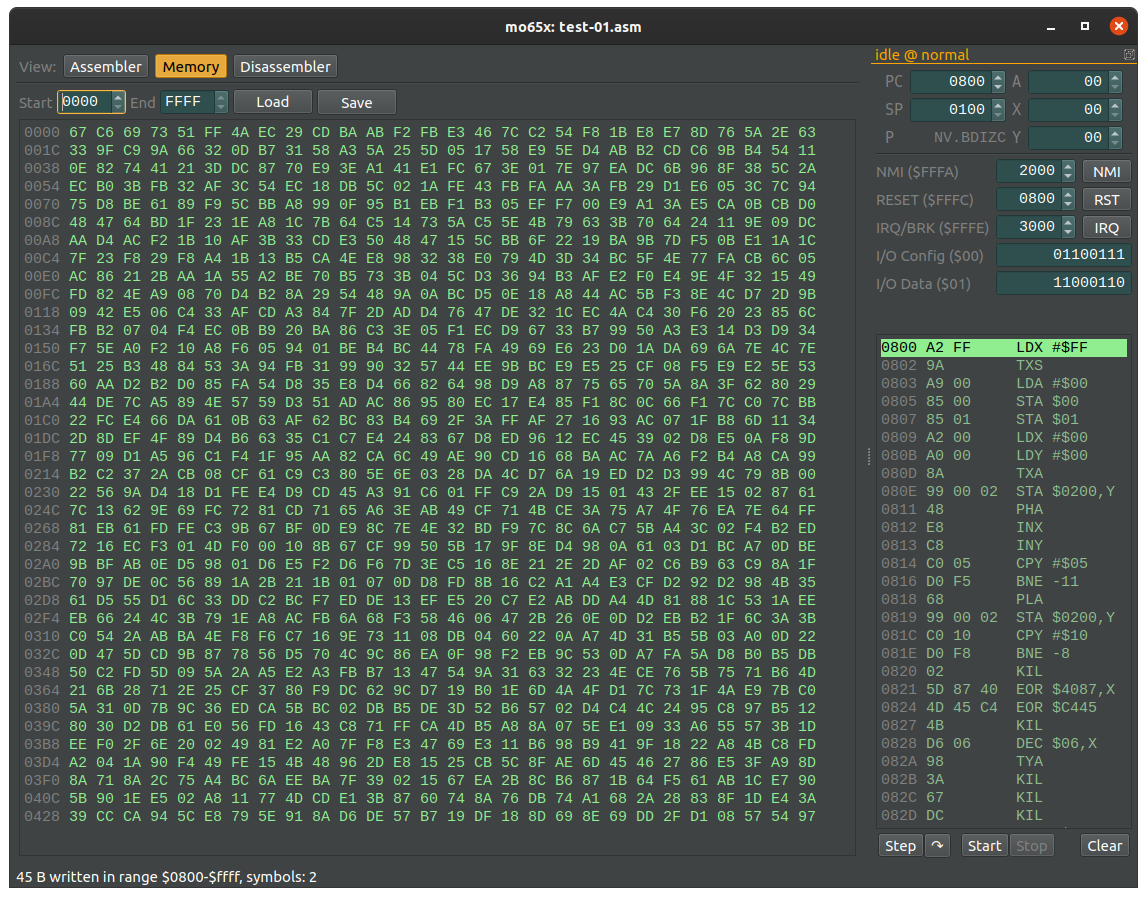 mo65x: test-01.asm
View: Assembler Memory Disassembler
Start 0000 End FFFF Load Save
0000 67 C6 69 73 51 FF 4A EC 29 CD BA AB F2 FB E3 46 7C C2 54 F8 1B E8 E7 8D 76 5A 2E 63
001C 33 9F C9 9A 66 32 0D B7 31 58 A3 5A 25 5D 05 17 58 E9 5E D4 AB B2 CD C6 9B B4 54 11
0038 0E 82 74 41 21 3D DC 87 70 E9 3E A1 41 E1 FC 67 3E 01 7E 97 EA DC 6B 96 8F 38 5C 2A
0054 EC B0 3B FB 32 AF 3C 54 EC 18 DB 5C 02 1A FE 43 FB FA AA 3A FB 29 D1 E6 05 3C 7C 94
0070 75 D8 BE 61 89 F9 5C BB A8 99 0F 95 B1 EB F1 B3 05 EF F7 00 E9 A1 3A E5 CA 0B CB D0
008C 48 47 64 BD 1F 23 1E A8 1C 7B 64 C5 14 73 5A C5 5E 4B 79 63 3B 70 64 24 11 9E 09 DC
00A8 AA D4 AC F2 1B 10 AF 3B 33 CD E3 50 48 47 15 5C BB 6F 22 19 BA 9B 7D F5 0B E1 1A 1C
00C4 7F 23 F8 29 F8 A4 1B 13 B5 CA 4E E8 98 32 38 E0 79 4D 3D 34 BC 5F 4E 77 FA CB 6C 05
00E0 AC 86 21 2B AA 1A 55 A2 BE 70 B5 73 3B 04 5C D3 36 94 B3 AF E2 F0 E4 9E 4F 32 15 49
00FC FD 82 4E A9 08 70 D4 B2 8A 29 54 48 9A 0A BC D5 0E 18 A8 44 AC 5B F3 8E 4C D7 2D 9B
0118 09 42 E5 06 C4 33 AF CD A3 84 7F 2D AD D4 76 47 DE 32 1C EC 4A C4 30 F6 20 23 85 6C
0134 FB B2 07 04 F4 EC 0B B9 20 BA 86 C3 3E 05 F1 EC D9 67 33 B7 99 50 A3 E3 14 D3 D9 34
0150 F7 5E A0 F2 10 A8 F6 05 94 01 BE B4 BC 44 78 FA 49 69 E6 23 D0 1A DA 69 6A 7E 4C 7E
016C 51 25 B3 48 84 53 3A 94 FB 31 99 90 32 57 44 EE 9B BC E9 E5 25 CF 08 F5 E9 E2 5E 53
0188 60 AA D2 B2 D0 85 FA 54 D8 35 E8 D4 66 82 64 98 D9 A8 87 75 65 70 5A 8A 3F 62 80 29
01A4 44 DE 7C A5 89 4E 57 59 D3 51 AD AC 86 95 80 EC 17 E4 85 F1 8C 0C 66 F1 7C C0 7C BB
01C0 22 FC E4 66 DA 61 0B 63 AF 62 BC 83 B4 69 2F 3A FF AF 27 16 93 AC 07 1F B8 6D 11 34
01DC 2D 8D EF 4F 89 D4 B6 63 35 C1 C7 E4 24 83 67 D8 ED 96 12 EC 45 39 02 D8 E5 0A F8 9D
01F8 77 09 D1 A5 96 C1 F4 1F 95 AA 82 CA 6C 49 AE 90 CD 16 68 BA AC 7A A6 F2 B4 A8 CA 99
0214 B2 C2 37 2A CB 08 CF 61 C9 C3 80 5E 6E 03 28 DA 4C D7 6A 19 ED D2 D3 99 4C 79 8B 00
0230 22 56 9A D4 18 D1 FE E4 D9 CD 45 A3 91 C6 01 FF C9 2A D9 15 01 43 2F EE 15 02 87 61
024C 7C 13 62 9E 69 FC 72 81 CD 71 65 A6 3E AB 49 CF 71 4B CE 3A 75 A7 4F 76 EA 7E 64 FF
0268 81 EB 61 FD FE C3 9B 67 BF 0D E9 8C 7E 4E 32 BD F9 7C 8C 6A C7 5B A4 3C 02 F4 B2 ED
0284 72 16 EC F3 01 4D F0 00 10 8B 67 CF 99 50 5B 17 9F 8E D4 98 0A 61 03 D1 BC A7 0D BE
02A0 9B BF AB 0E D5 98 01 D6 E5 F2 D6 F6 7D 3E C5 16 8E 21 2E 2D AF 02 C6 B9 63 C9 8A 1F
02BC 70 97 DE 0C 56 89 1A 2B 21 1B 01 07 0D D8 FD 8B 16 C2 A1 A4 E3 CF D2 92 D2 98 4B 35
02D8 61 D5 55 D1 6C 33 DD C2 BC F7 ED DE 13 EF E5 20 C7 E2 AB DD A4 4D 81 88 1C 53 1A EE
02F4 EB 66 24 4C 3B 79 1E A8 AC FB 6A 68 F3 58 46 06 47 2B 26 0E 0D D2 EB B2 1F 6C 3A 3B
0310 C0 54 2A AB BA 4E F8 F6 C7 16 9E 73 11 08 DB 04 60 22 0A A7 4D 31 B5 5B 03 A0 0D 22
032C 0D 47 5D CD 9B 87 78 56 D5 70 4C 9C 86 EA 0F 98 F2 EB 9C 53 0D A7 FA 5A D8 B0 B5 DB
0348 50 C2 FD 5D 09 5A 2A A5 E2 A3 FB B7 13 47 54 9A 31 63 32 23 4E CE 76 5B 75 71 B6 4D
0364 21 6B 28 71 2E 25 CF 37 80 F9 DC 62 9C D7 19 B0 1E 6D 4A 4F D1 7C 73 1F 4A E9 7B C0
0380 5A 31 0D 7B 9C 36 ED CA 5B BC 02 DB B5 DE 3D 52 B6 57 02 D4 C4 4C 24 95 C8 97 B5 12
039C 80 30 D2 DB 61 E0 56 FD 16 43 C8 71 FF CA 4D B5 A8 8A 07 5E E1 09 33 A6 55 57 3B 1D
03B8 EE F0 2F 6E 20 02 49 81 E2 A0 7F F8 E3 47 69 E3 11 B6 98 B9 41 9F 18 22 A8 4B C8 FD
03D4 A2 04 1A 90 F4 49 FE 15 4B 48 96 2D E8 15 25 CB 5C 8F AE 6D 45 46 27 86 E5 3F A9 8D
03F0 8A 71 8A 2C 75 A4 BC 6A EE BA 7F 39 02 15 67 EA 2B 8C B6 87 1B 64 F5 61 AB 1C E7 90
040C 5B 90 1E E5 02 A8 11 77 4D CD E1 3B 87 60 74 8A 76 DB 74 A1 68 2A 28 83 8F 1D E4 3A
0428 39 CC CA 94 5C E8 79 5E 91 8A D6 DE 57 B7 19 DF 18 8D 69 8E 69 DD 2F D1 08 57 54 97
45 B written in range $0800-$ffff, symbols: 2
idle @ normal
PC 0800 A 00
SP 0100 X 00
P NV.BDIZC Y 00
NMI ($FFFA) 2000 NMI
RESET ($FFFC) 0800 RST
IRQ/BRK ($FFFE) 3000 IRQ
I/O Config ($00) 01100111
I/O Data ($01) 11000110
0800 A2 FF LDX #$FF
0802 9A TXS
0803 A9 00 LDA #$00
0805 85 00 STA $00
0807 85 01 STA $01
0809 A2 00 LDX #$00
080B A0 00 LDY #$00
080D 8A TXA
080E 99 00 02 STA $0200,Y
0811 48 PHA
0812 E8 INX
0813 C8 INY
0814 C0 05 CPY #$05
0816 D0 F5 BNE -11
0818 68 PLA
0819 99 00 02 STA $0200,Y
081C C0 10 CPY #$10
081E D0 F8 BNE -8
0820 02 KIL
0821 5D 87 40 EOR $4087,X
0824 4D 45 C4 EOR $C445
0827 4B KIL
0828 D6 06 DEC $06,X
082A 98 TYA
082B 3A KIL
082C 67 KIL
082D DC KIL
Step ↷ Start Stop Clear